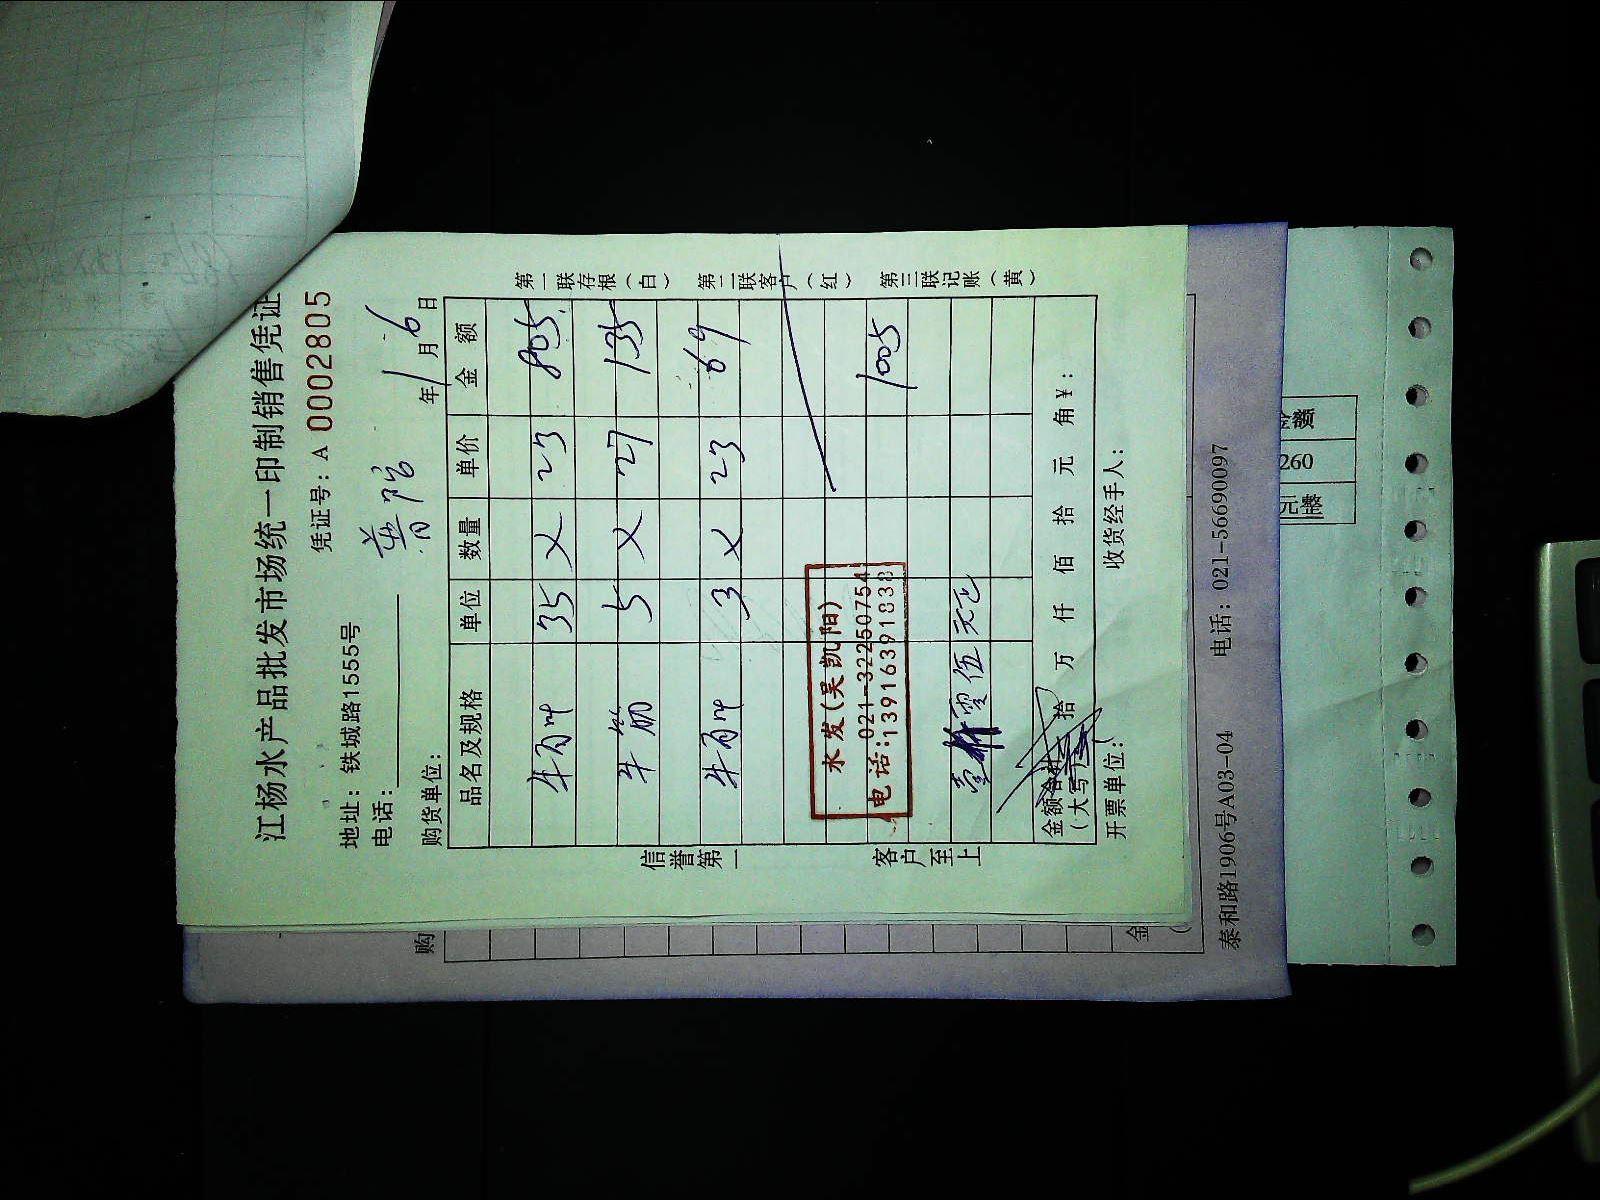 江杨水产品批发市场统一印制销售凭证
凭证号：A 0002805
地址：铁城路1555号
电话：
购货单位：
年1月6日
品名及规格 单位 数量 单价 金额
35 × 23 805
牛筋 5 × 27 135
3 × 23 69
1005
水发(吴凯阳)
电话:021-32250754
13916391838
壹仟零伍元正
金额合计 拾 万 仟 佰 拾 元 角 ¥：
(大写)
开票单位： 收货经手人：
第一联存根（白） 第二联客户（红） 第三联记账（黄）
信誉第一 客户至上
购
金
泰和路1906号A03-04 电话：021-56690097
金额
260
元整